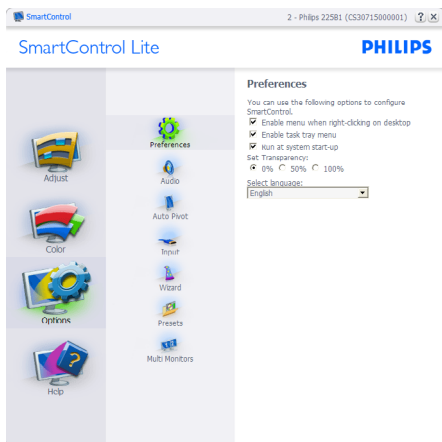 SmartControl
2 - Philips 225B1 (CS30715000001)
SmartControl Lite
PHILIPS
Adjust
Color
Options
Help
Preferences
Audio
Auto Pivot
Input
Wizard
Presets
Multi Monitors
Preferences
You can use the following options to configure
SmartControl.
Enable menu when right-clicking on desktop
Enable task tray menu
Run at system start-up
Set Transparency:
0% 50% 100%
Select language:
English